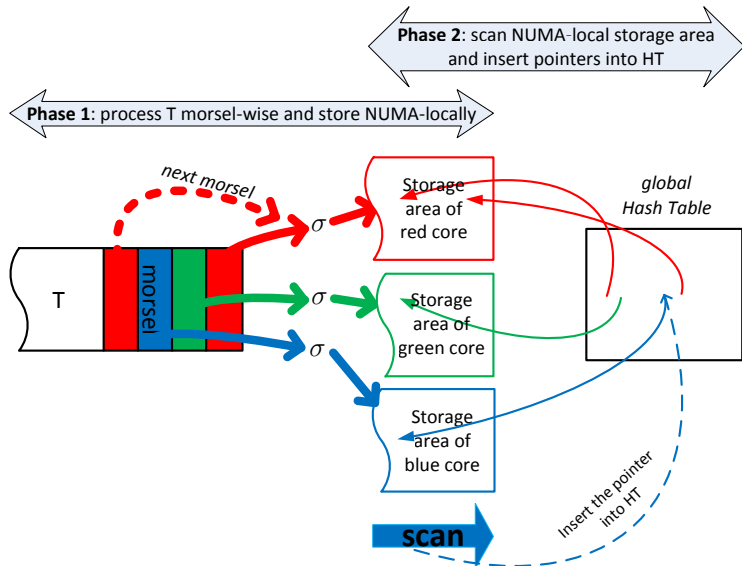 Phase 2: scan NUMA-local storage area
and insert pointers into HT
Phase 1: process T morsel-wise and store NUMA-locally
next morsel
T
morsel
σ
σ
σ
Storage
area of
red core
Storage
area of
green core
Storage
area of
blue core
global
Hash Table
scan
Insert the pointer
into HT